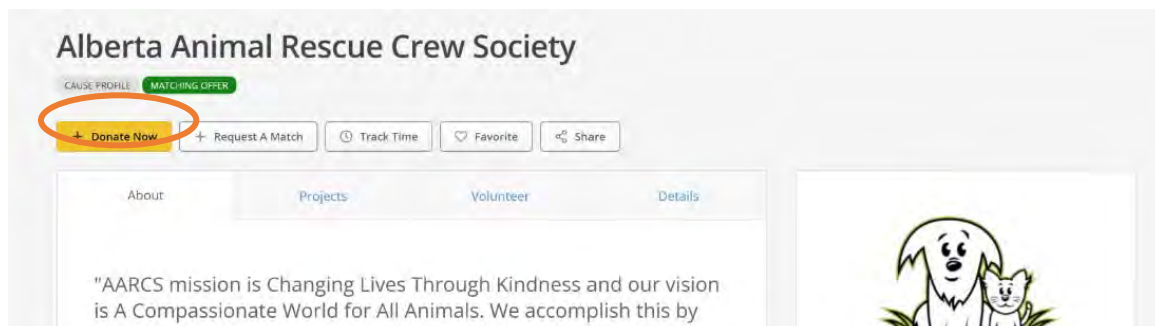 Alberta Animal Rescue Crew Society
CAUSE PROFILE MATCHING OFFER
+ Donate Now + Request A Match Track Time Favorite Share
About Projects Volunteer Details
"AARCS mission is Changing Lives Through Kindness and our vision
is A Compassionate World for All Animals. We accomplish this by